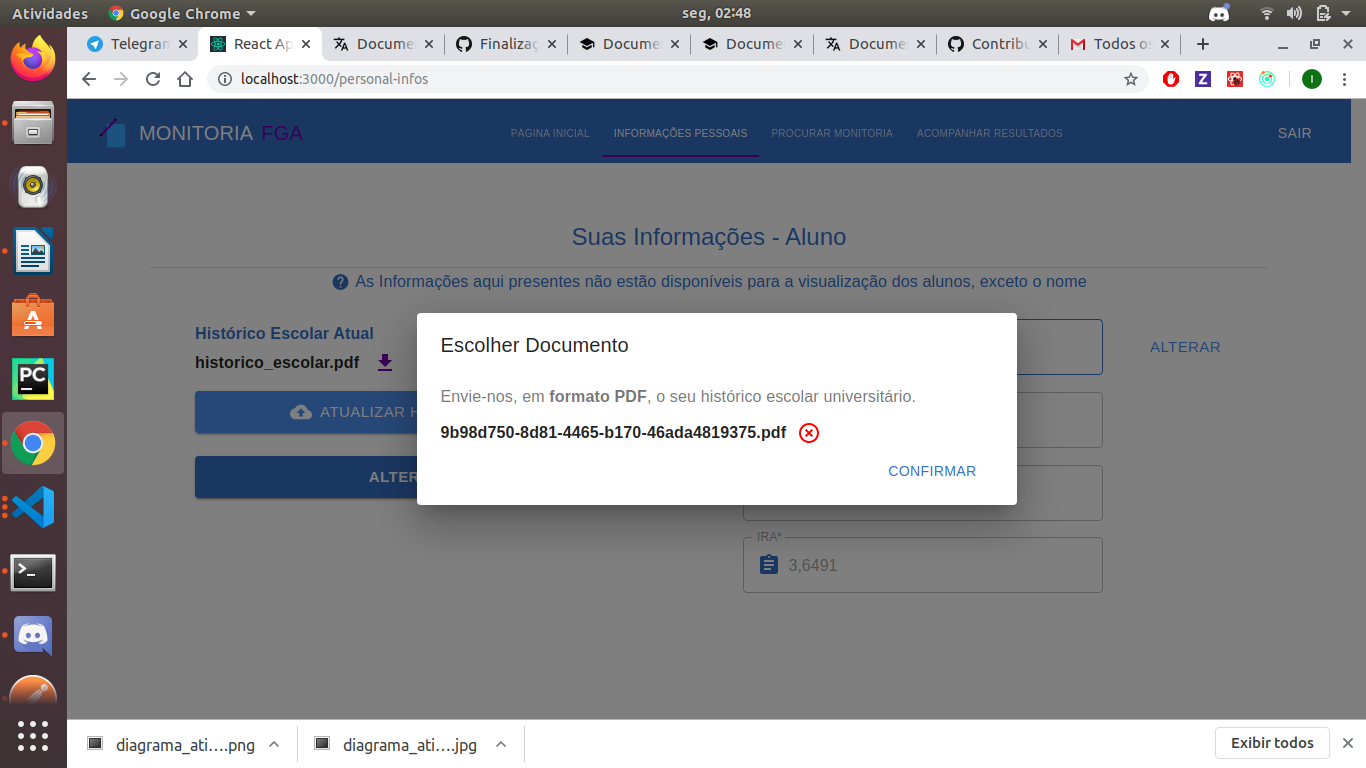 Atividades
Google Chrome
seg, 02:48
Telegran
React Ap
Docume
Finalizaç
Docume
Docume
Docume
Contribu
Todos os
localhost:3000/personal-infos
Z
I
MONITORIA FGA
PÁGINA INICIAL
INFORMAÇÕES PESSOAIS
PROCURAR MONITORIA
ACOMPANHAR RESULTADOS
SAIR
Suas Informações - Aluno
As Informações aqui presentes não estão disponíveis para a visualização dos alunos, exceto o nome
Histórico Escolar Atual
historico_escolar.pdf
ALTERAR
ATUALIZAR H
ALTER
Escolher Documento
Envie-nos, em formato PDF, o seu histórico escolar universitário.
9b98d750-8d81-4465-b170-46ada4819375.pdf
CONFIRMAR
IRA*
3,6491
PC
diagrama_ati....png
diagrama_ati....jpg
Exibir todos